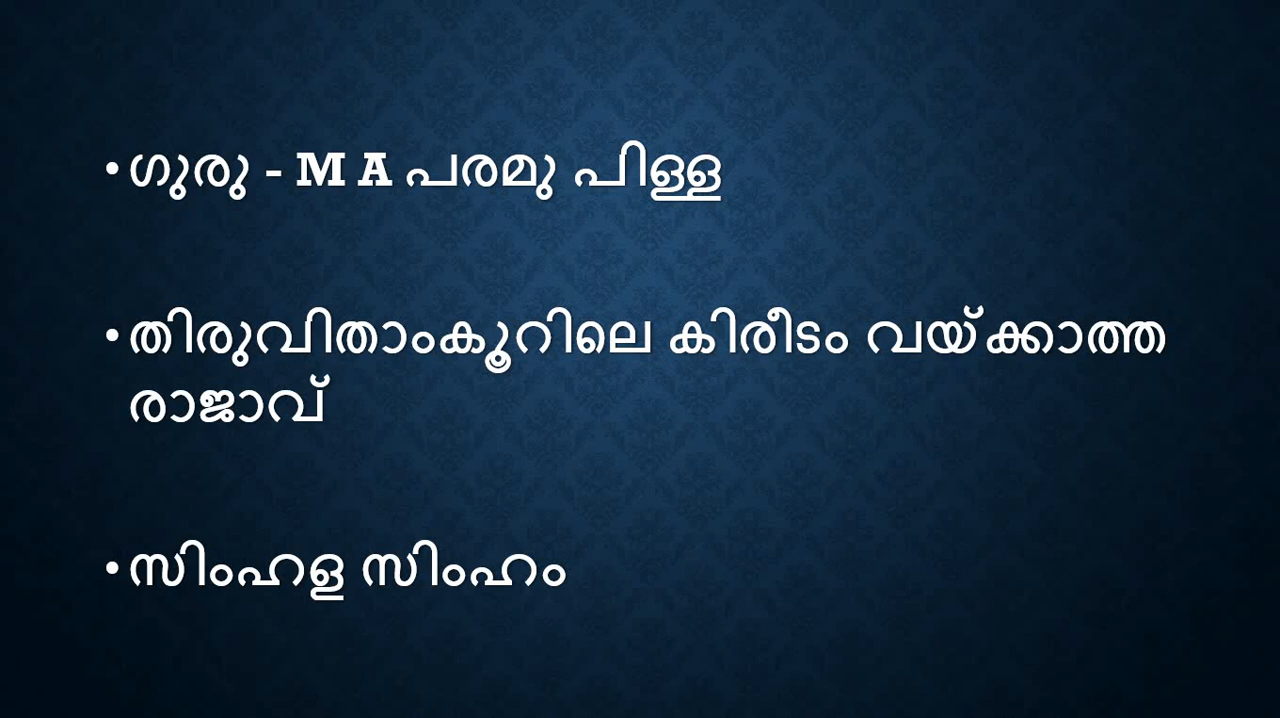 • ഗുരു - M A പരമു പിള്ള
• തിരുവിതാംകൂറിലെ കിരീടം വയ്ക്കാത്ത
രാജാവ്
• സിംഹള സിംഹം